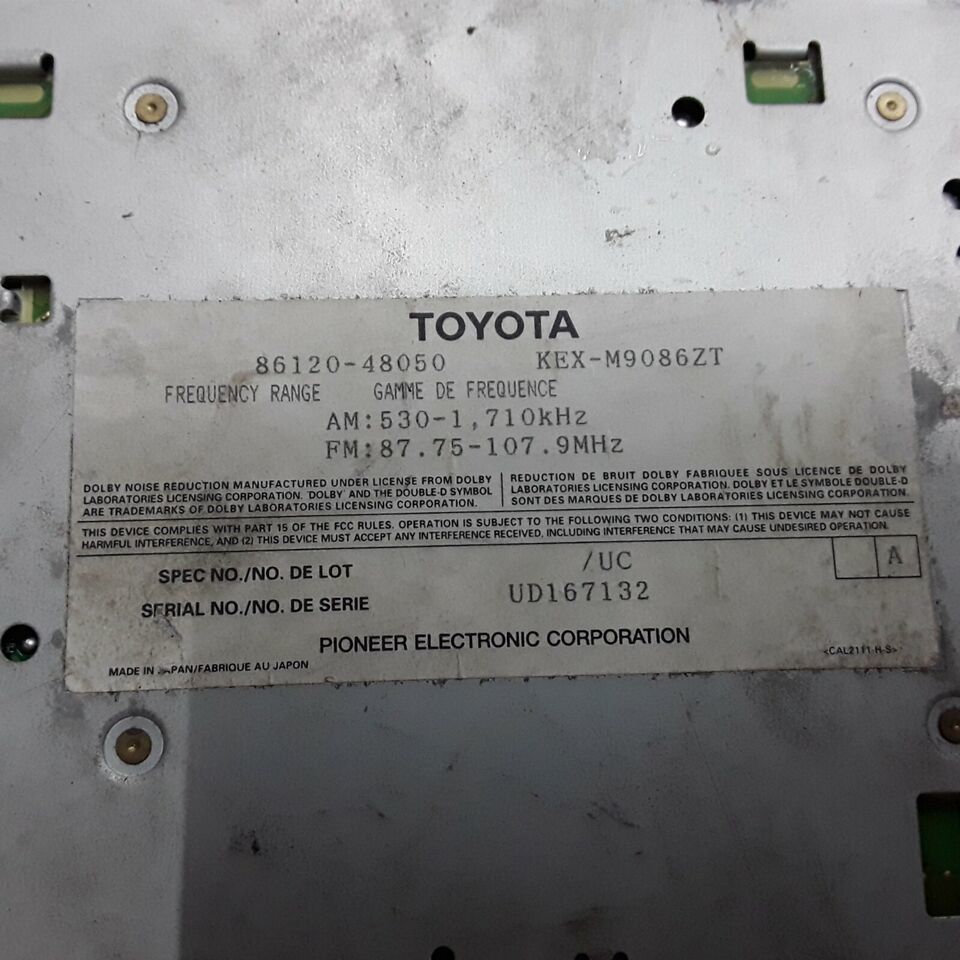 TOYOTA
86120-48050 KEX-M9086ZT
FREQUENCY RANGE GAMME DE FREQUENCE
AM:530-1,710kHz
FM:87.75-107.9MHz
DOLBY NOISE REDUCTION MANUFACTURED UNDER LICENSE FROM DOLBY
LABORATORIES LICENSING CORPORATION. 'DOLBY' AND THE DOUBLE-D SYMBOL
ARE TRADEMARKS OF DOLBY LABORATORIES LICENSING CORPORATION.
REDUCTION DE BRUIT DOLBY FABRIQUEE SOUS LICENCE DE DOLBY
LABORATORIES LICENSING CORPORATION. DOLBY ET LE SYMBOLE DOUBLE-D
SONT DES MARQUES DE DOLBY LABORATORIES LICENSING CORPORATION.
THIS DEVICE COMPLIES WITH PART 15 OF THE FCC RULES. OPERATION IS SUBJECT TO THE FOLLOWING TWO CONDITIONS: (1) THIS DEVICE MAY NOT CAUSE
HARMFUL INTERFERENCE, AND (2) THIS DEVICE MUST ACCEPT ANY INTERFERENCE RECEIVED, INCLUDING INTERFERENCE THAT MAY CAUSE UNDESIRED OPERATION.
SPEC NO./NO. DE LOT /UC A
SERIAL NO./NO. DE SERIE UD167132
PIONEER ELECTRONIC CORPORATION
MADE IN JAPAN/FABRIQUE AU JAPON <CAL2111-H-S>